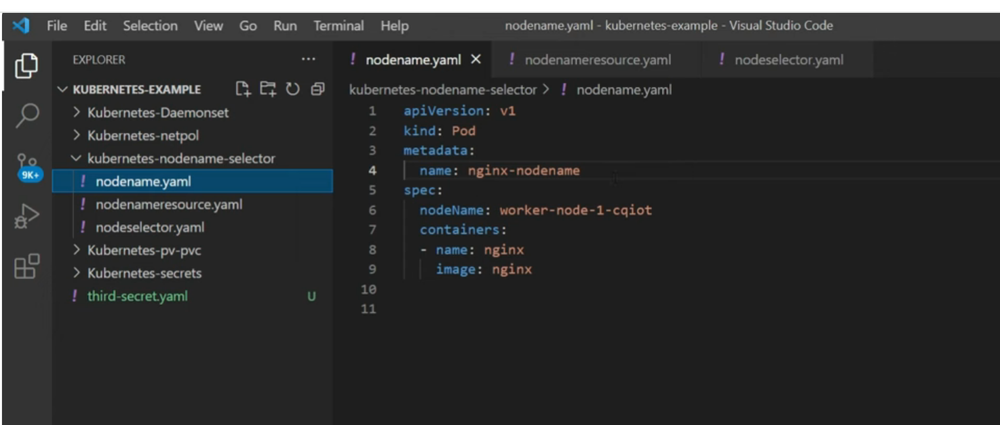 File Edit Selection View Go Run Terminal Help nodename.yaml - kubernetes-example - Visual Studio Code
EXPLORER ...
KUBERNETES-EXAMPLE
Kubernetes-Daemonset
Kubernetes-netpol
kubernetes-nodename-selector
! nodename.yaml
! nodenameresource.yaml
! nodeselector.yaml
Kubernetes-pv-pvc
Kubernetes-secrets
! third-secret.yaml U
9K+
! nodename.yaml ! nodenameresource.yaml ! nodeselector.yaml
kubernetes-nodename-selector > ! nodename.yaml
1 apiVersion: v1
2 kind: Pod
3 metadata:
4   name: nginx-nodename
5 spec:
6   nodeName: worker-node-1-cqiot
7   containers:
8   - name: nginx
9     image: nginx
10
11